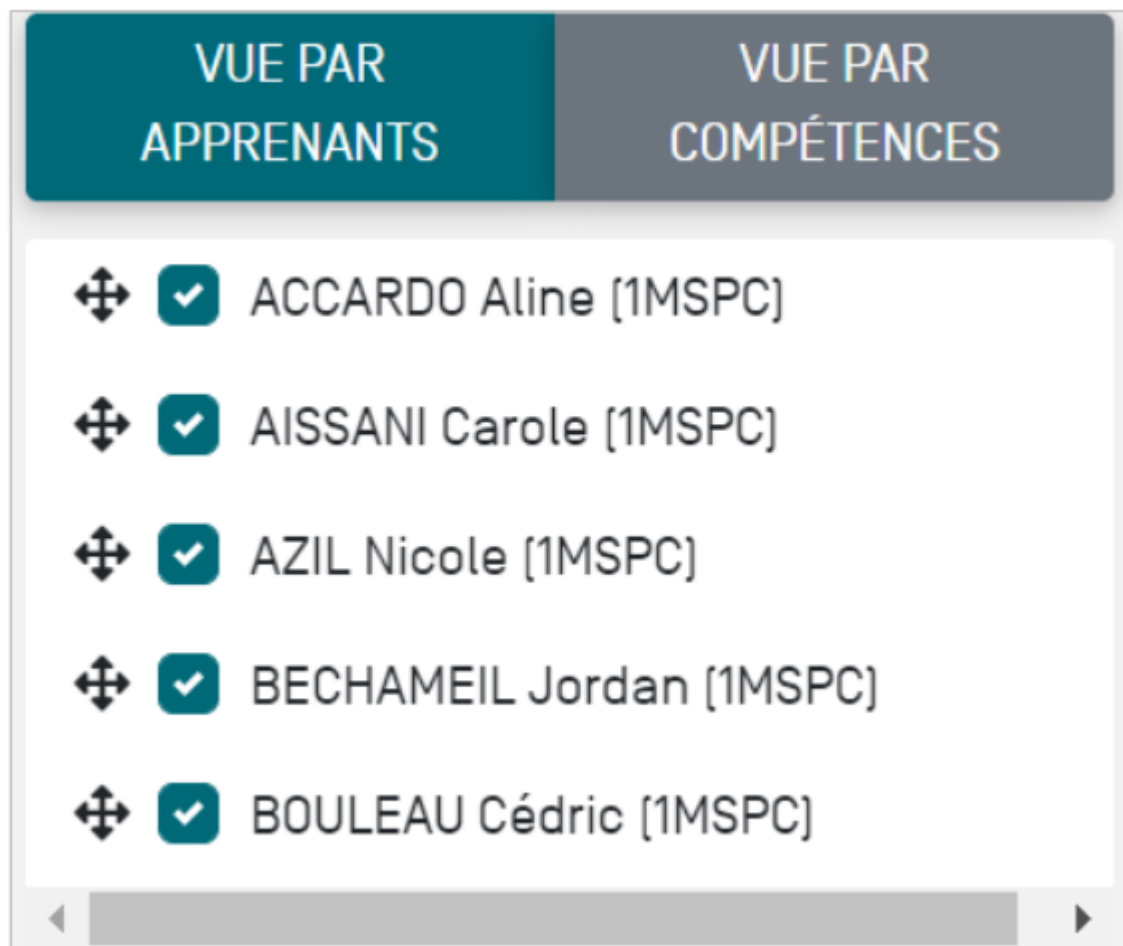 VUE PAR
APPRENANTS
VUE PAR
COMPÉTENCES
ACCARDO Aline (1MSPC)
AISSANI Carole (1MSPC)
AZIL Nicole (1MSPC)
BECHAMEIL Jordan (1MSPC)
BOULEAU Cédric (1MSPC)